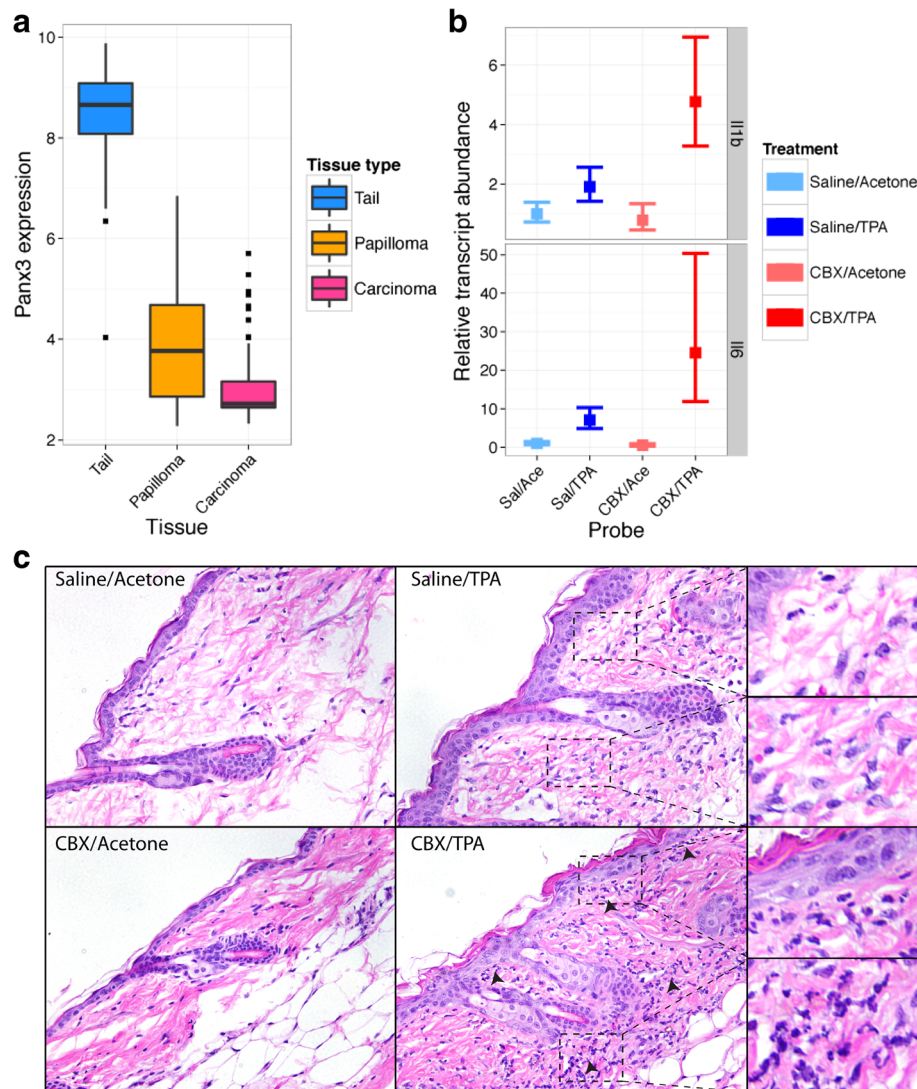 a
10
8
6
4
2
Panx3 expression
Tail
Papilloma
Carcinoma
Tissue
Tissue type
Tail
Papilloma
Carcinoma
b
Relative transcript abundance
6
4
2
Il1b
50
40
30
20
10
0
Il6
Sal/Ace
Sal/TPA
CBX/Ace
CBX/TPA
Probe
Treatment
Saline/Acetone
Saline/TPA
CBX/Acetone
CBX/TPA
c
Saline/Acetone
Saline/TPA
CBX/Acetone
CBX/TPA